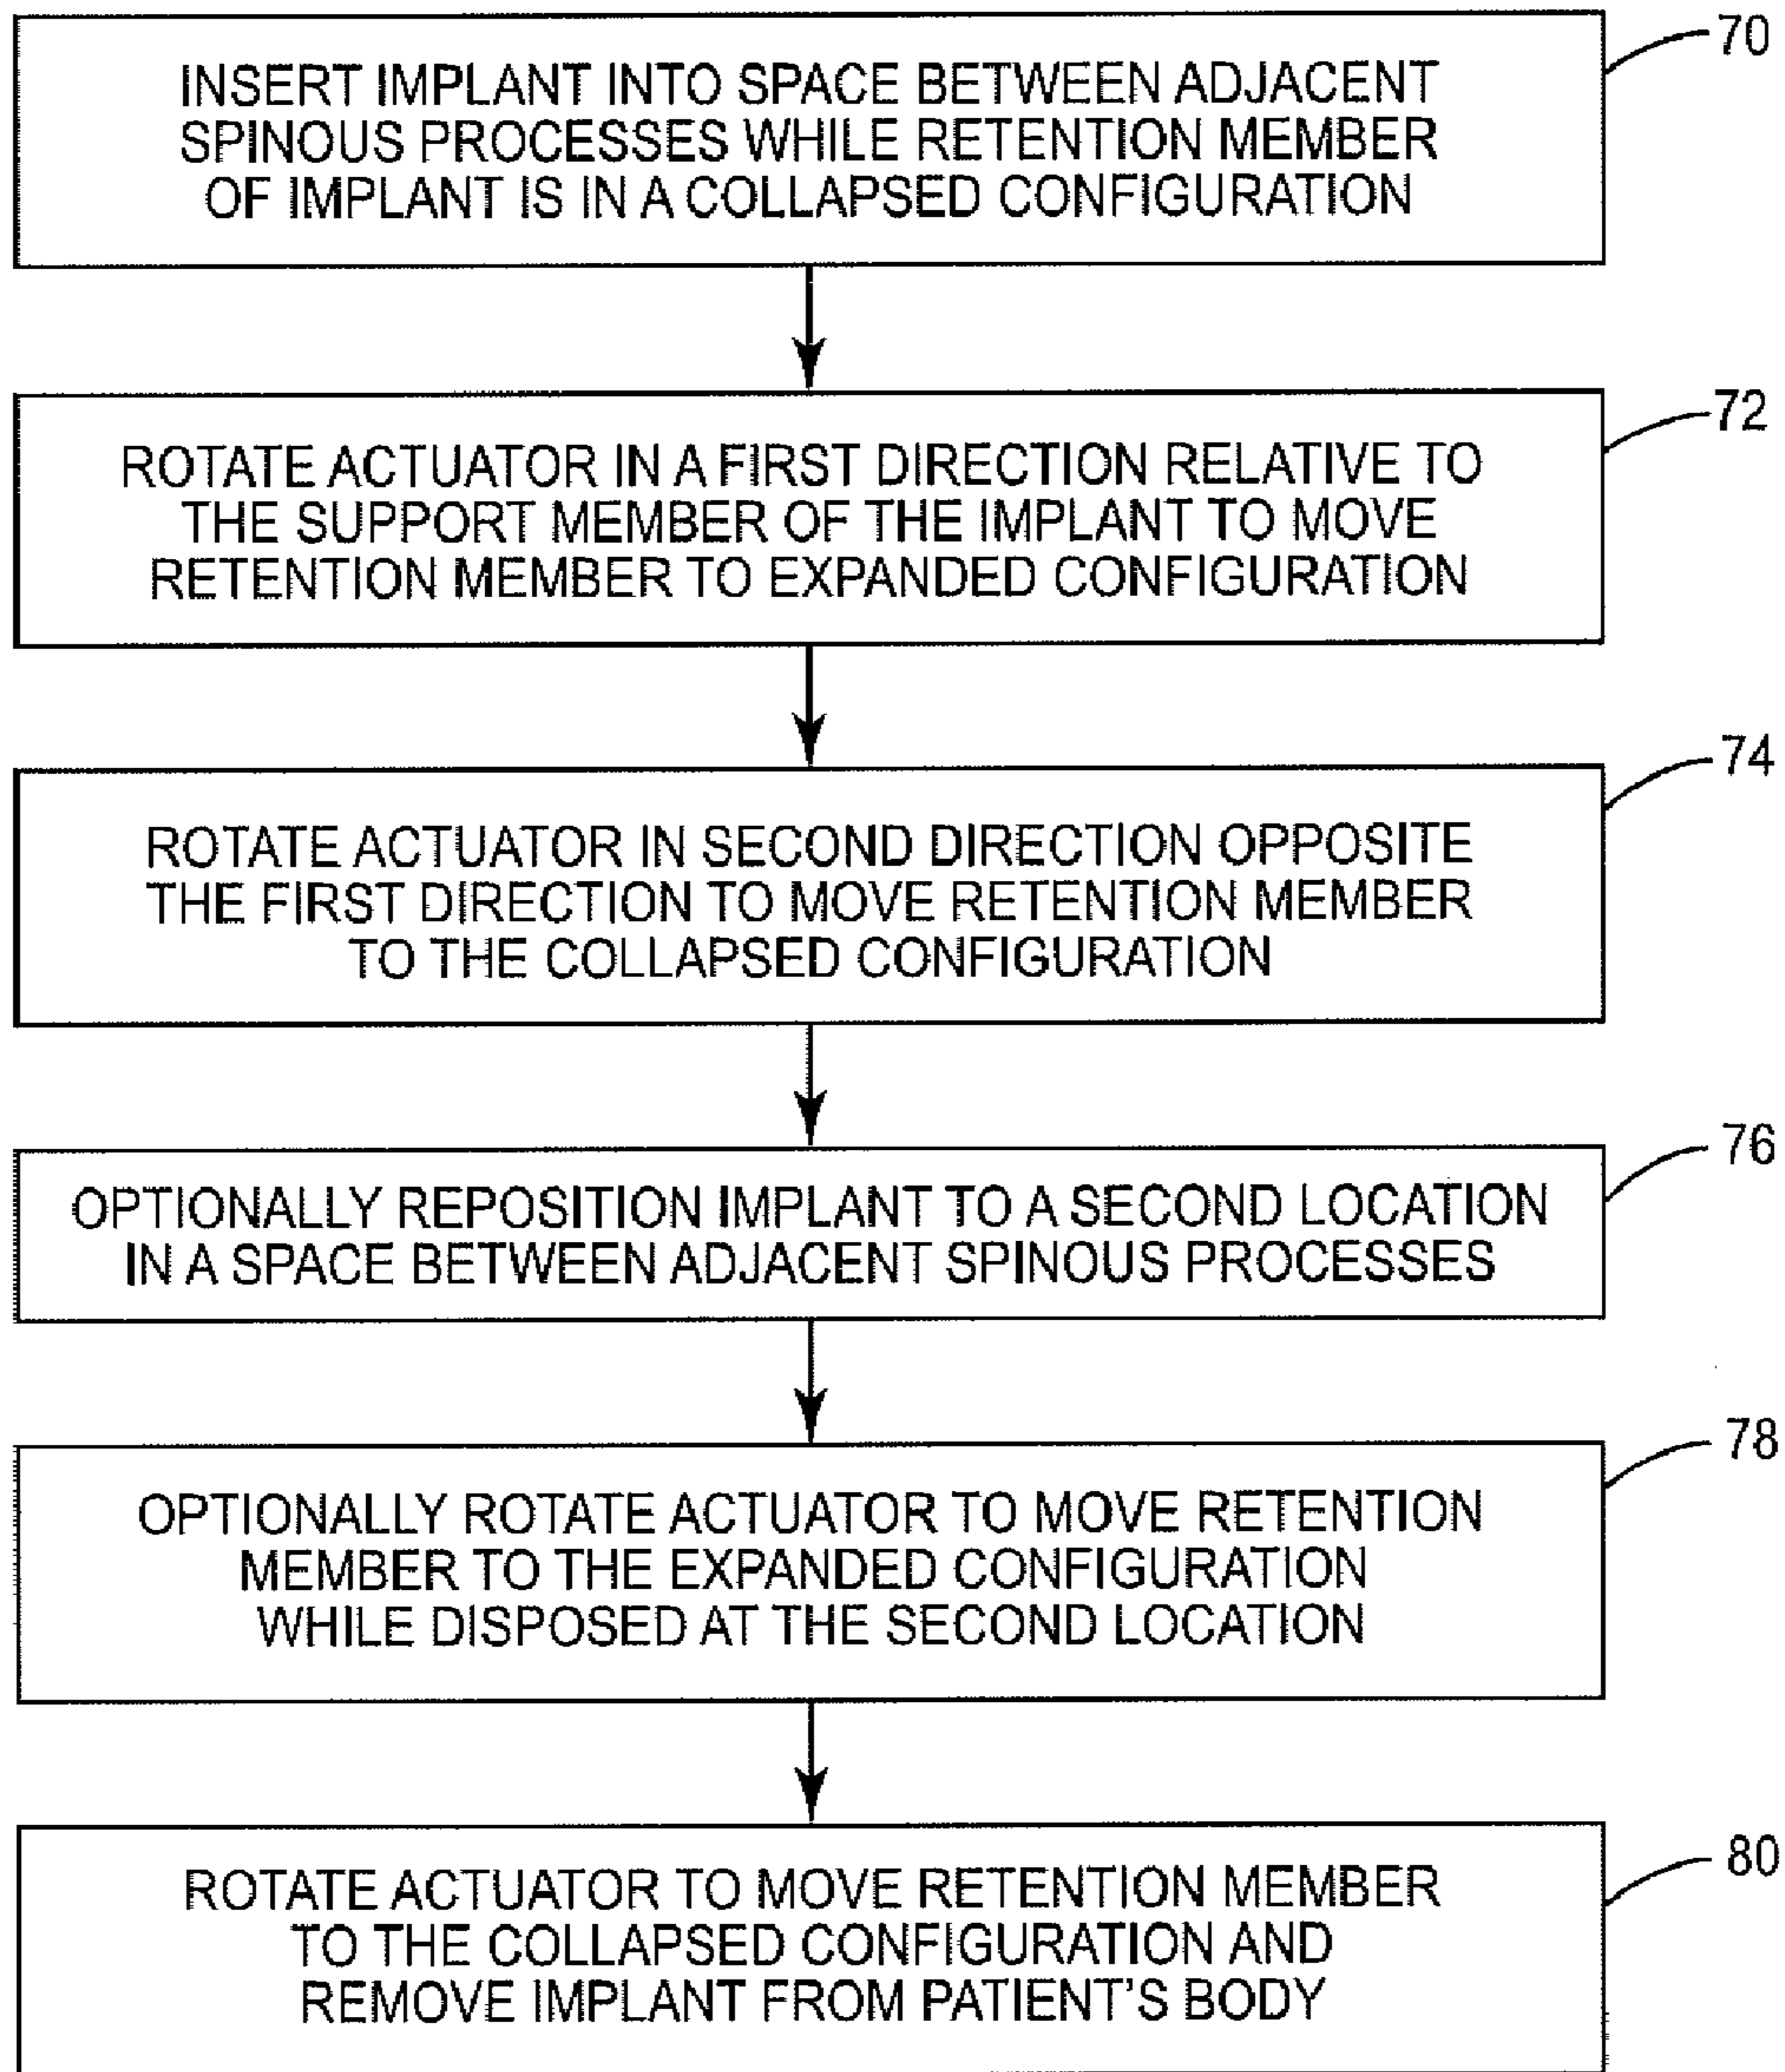 70
INSERT IMPLANT INTO SPACE BETWEEN ADJACENT
SPINOUS PROCESSES WHILE RETENTION MEMBER
OF IMPLANT IS IN A COLLAPSED CONFIGURATION
72
ROTATE ACTUATOR IN A FIRST DIRECTION RELATIVE TO
THE SUPPORT MEMBER OF THE IMPLANT TO MOVE
RETENTION MEMBER TO EXPANDED CONFIGURATION
74
ROTATE ACTUATOR IN SECOND DIRECTION OPPOSITE
THE FIRST DIRECTION TO MOVE RETENTION MEMBER
TO THE COLLAPSED CONFIGURATION
76
OPTIONALLY REPOSITION IMPLANT TO A SECOND LOCATION
IN A SPACE BETWEEN ADJACENT SPINOUS PROCESSES
78
OPTIONALLY ROTATE ACTUATOR TO MOVE RETENTION
MEMBER TO THE EXPANDED CONFIGURATION
WHILE DISPOSED AT THE SECOND LOCATION
80
ROTATE ACTUATOR TO MOVE RETENTION MEMBER
TO THE COLLAPSED CONFIGURATION AND
REMOVE IMPLANT FROM PATIENT'S BODY